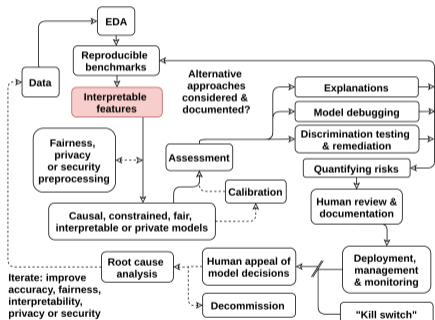 EDA
Reproducible
benchmarks
Data
Interpretable
features
Alternative
approaches
considered &
documented?
Explanations
Model debugging
Discrimination testing
& remediation
Quantifying risks
Fairness,
privacy
or security
preprocessing
Assessment
Calibration
Causal, constrained, fair,
interpretable or private models
Human review &
documentation
Deployment,
management
& monitoring
Human appeal of
model decisions
Root cause
analysis
Decommission
Iterate: improve
accuracy, fairness,
interpretability,
privacy or security
"Kill switch"